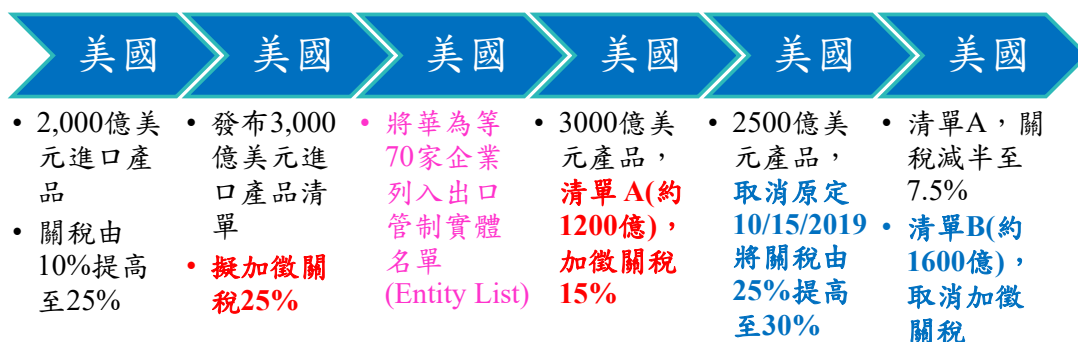 美國
美國
美國
美國
美國
美國
• 2,000億美
元進口產
品
• 關稅由
10%提高
至25%
• 發布3,000
億美元進
口產品清
單
• 擬加徵關
稅25%
• 將華為等
70家企業
列入出口
管制實體
名單
(Entity List)
• 3000億美
元產品，
清單 A(約
1200億)，
加徵關稅
15%
• 2500億美
元產品，
取消原定
10/15/2019
將關稅由
25%提高
至30%
• 清單A，關
稅減半至
7.5%
• 清單B(約
1600億)，
取消加徵
關稅